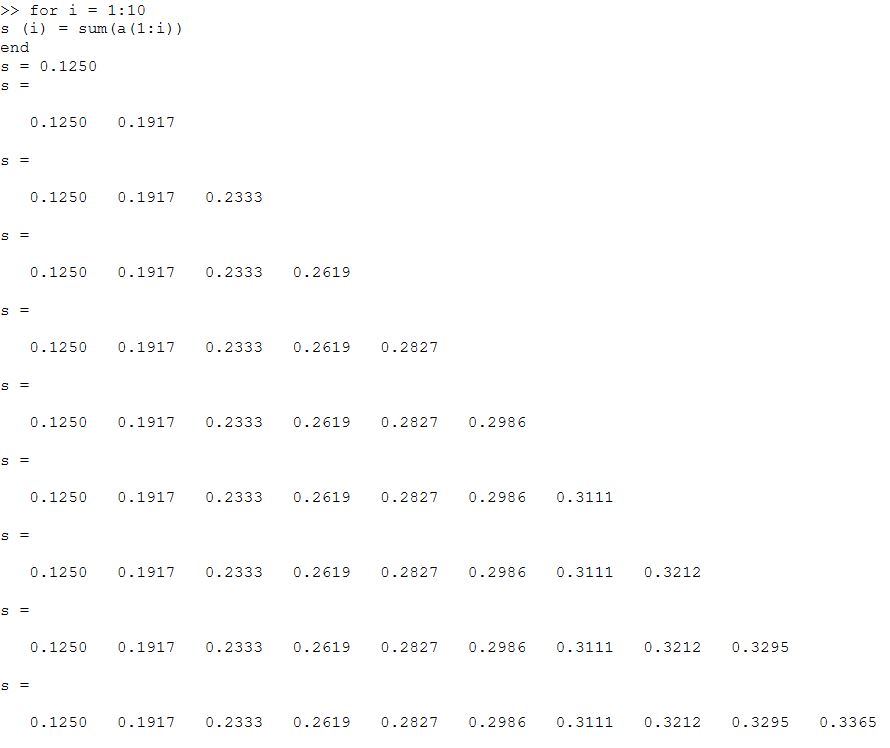 >> for i = 1:10
s (i) = sum(a(1:i))
end
s = 0.1250
s =
0.1250 0.1917
s =
0.1250 0.1917 0.2333
s =
0.1250 0.1917 0.2333 0.2619
s =
0.1250 0.1917 0.2333 0.2619 0.2827
s =
0.1250 0.1917 0.2333 0.2619 0.2827 0.2986
s =
0.1250 0.1917 0.2333 0.2619 0.2827 0.2986 0.3111
s =
0.1250 0.1917 0.2333 0.2619 0.2827 0.2986 0.3111 0.3212
s =
0.1250 0.1917 0.2333 0.2619 0.2827 0.2986 0.3111 0.3212 0.3295
s =
0.1250 0.1917 0.2333 0.2619 0.2827 0.2986 0.3111 0.3212 0.3295 0.3365